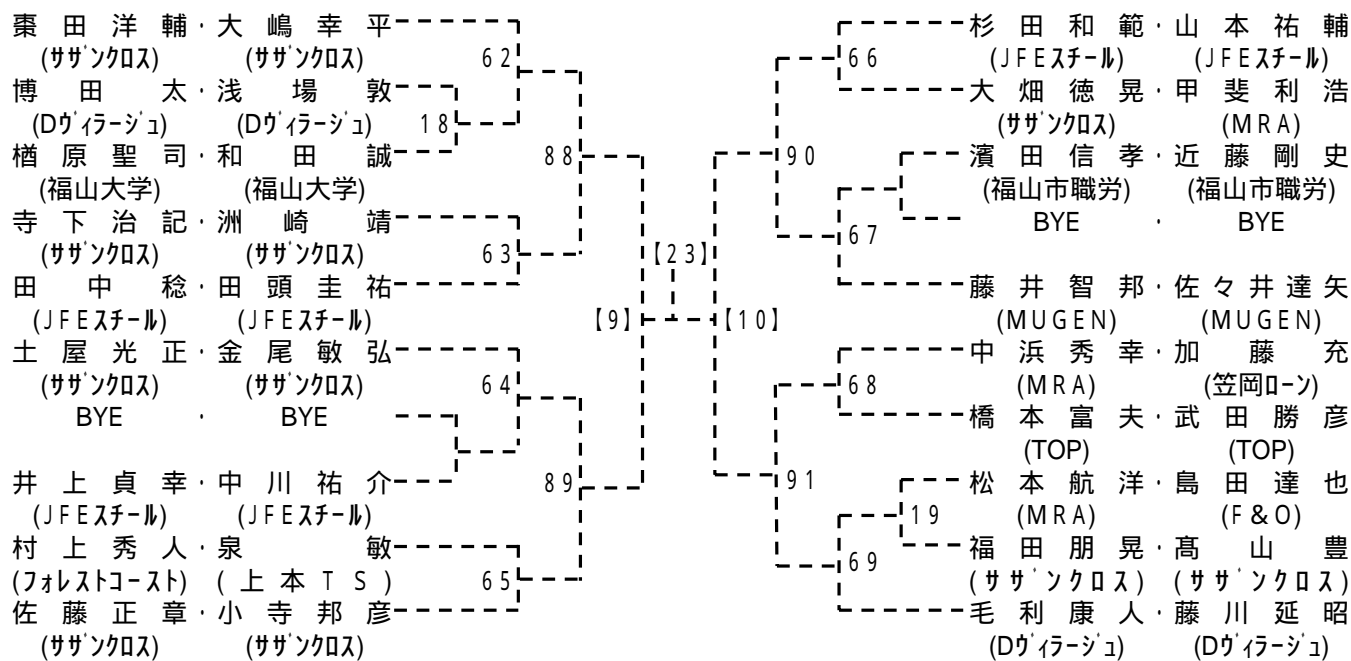 棗田洋輔・大嶋幸平
(ｻｻﾞﾝｸﾛｽ) (ｻｻﾞﾝｸﾛｽ)
62
博田太・浅場敦
(Dｳﾞｨﾗｰｼﾞｭ) (Dｳﾞｨﾗｰｼﾞｭ)
18
楢原聖司・和田誠
(福山大学) (福山大学)
88
寺下治記・洲崎靖
(ｻｻﾞﾝｸﾛｽ) (ｻｻﾞﾝｸﾛｽ)
63
田中稔・田頭圭祐
(JFEｽﾁｰﾙ) (JFEｽﾁｰﾙ)
【9】
土屋光正・金尾敏弘
(ｻｻﾞﾝｸﾛｽ) (ｻｻﾞﾝｸﾛｽ)
64
BYE ・ BYE
井上貞幸・中川祐介
(JFEｽﾁｰﾙ) (JFEｽﾁｰﾙ)
89
村上秀人・泉敏
(ﾌｫﾚｽﾄｺｰｽﾄ) (上本TS)
65
佐藤正章・小寺邦彦
(ｻｻﾞﾝｸﾛｽ) (ｻｻﾞﾝｸﾛｽ)
【23】
杉田和範・山本祐輔
66
(JFEｽﾁｰﾙ) (JFEｽﾁｰﾙ)
大畑徳晃・甲斐利浩
(ｻｻﾞﾝｸﾛｽ) (MRA)
90
濱田信孝・近藤剛史
(福山市職労) (福山市職労)
BYE ・ BYE
67
藤井智邦・佐々井達矢
(MUGEN) (MUGEN)
【10】
中浜秀幸・加藤充
68
(MRA) (笠岡ﾛｰﾝ)
橋本富夫・武田勝彦
(TOP) (TOP)
91
松本航洋・島田達也
19
(MRA) (F&O)
福田朋晃・髙山豊
69
(ｻｻﾞﾝｸﾛｽ) (ｻｻﾞﾝｸﾛｽ)
毛利康人・藤川延昭
(Dｳﾞｨﾗｰｼﾞｭ) (Dｳﾞｨﾗｰｼﾞｭ)